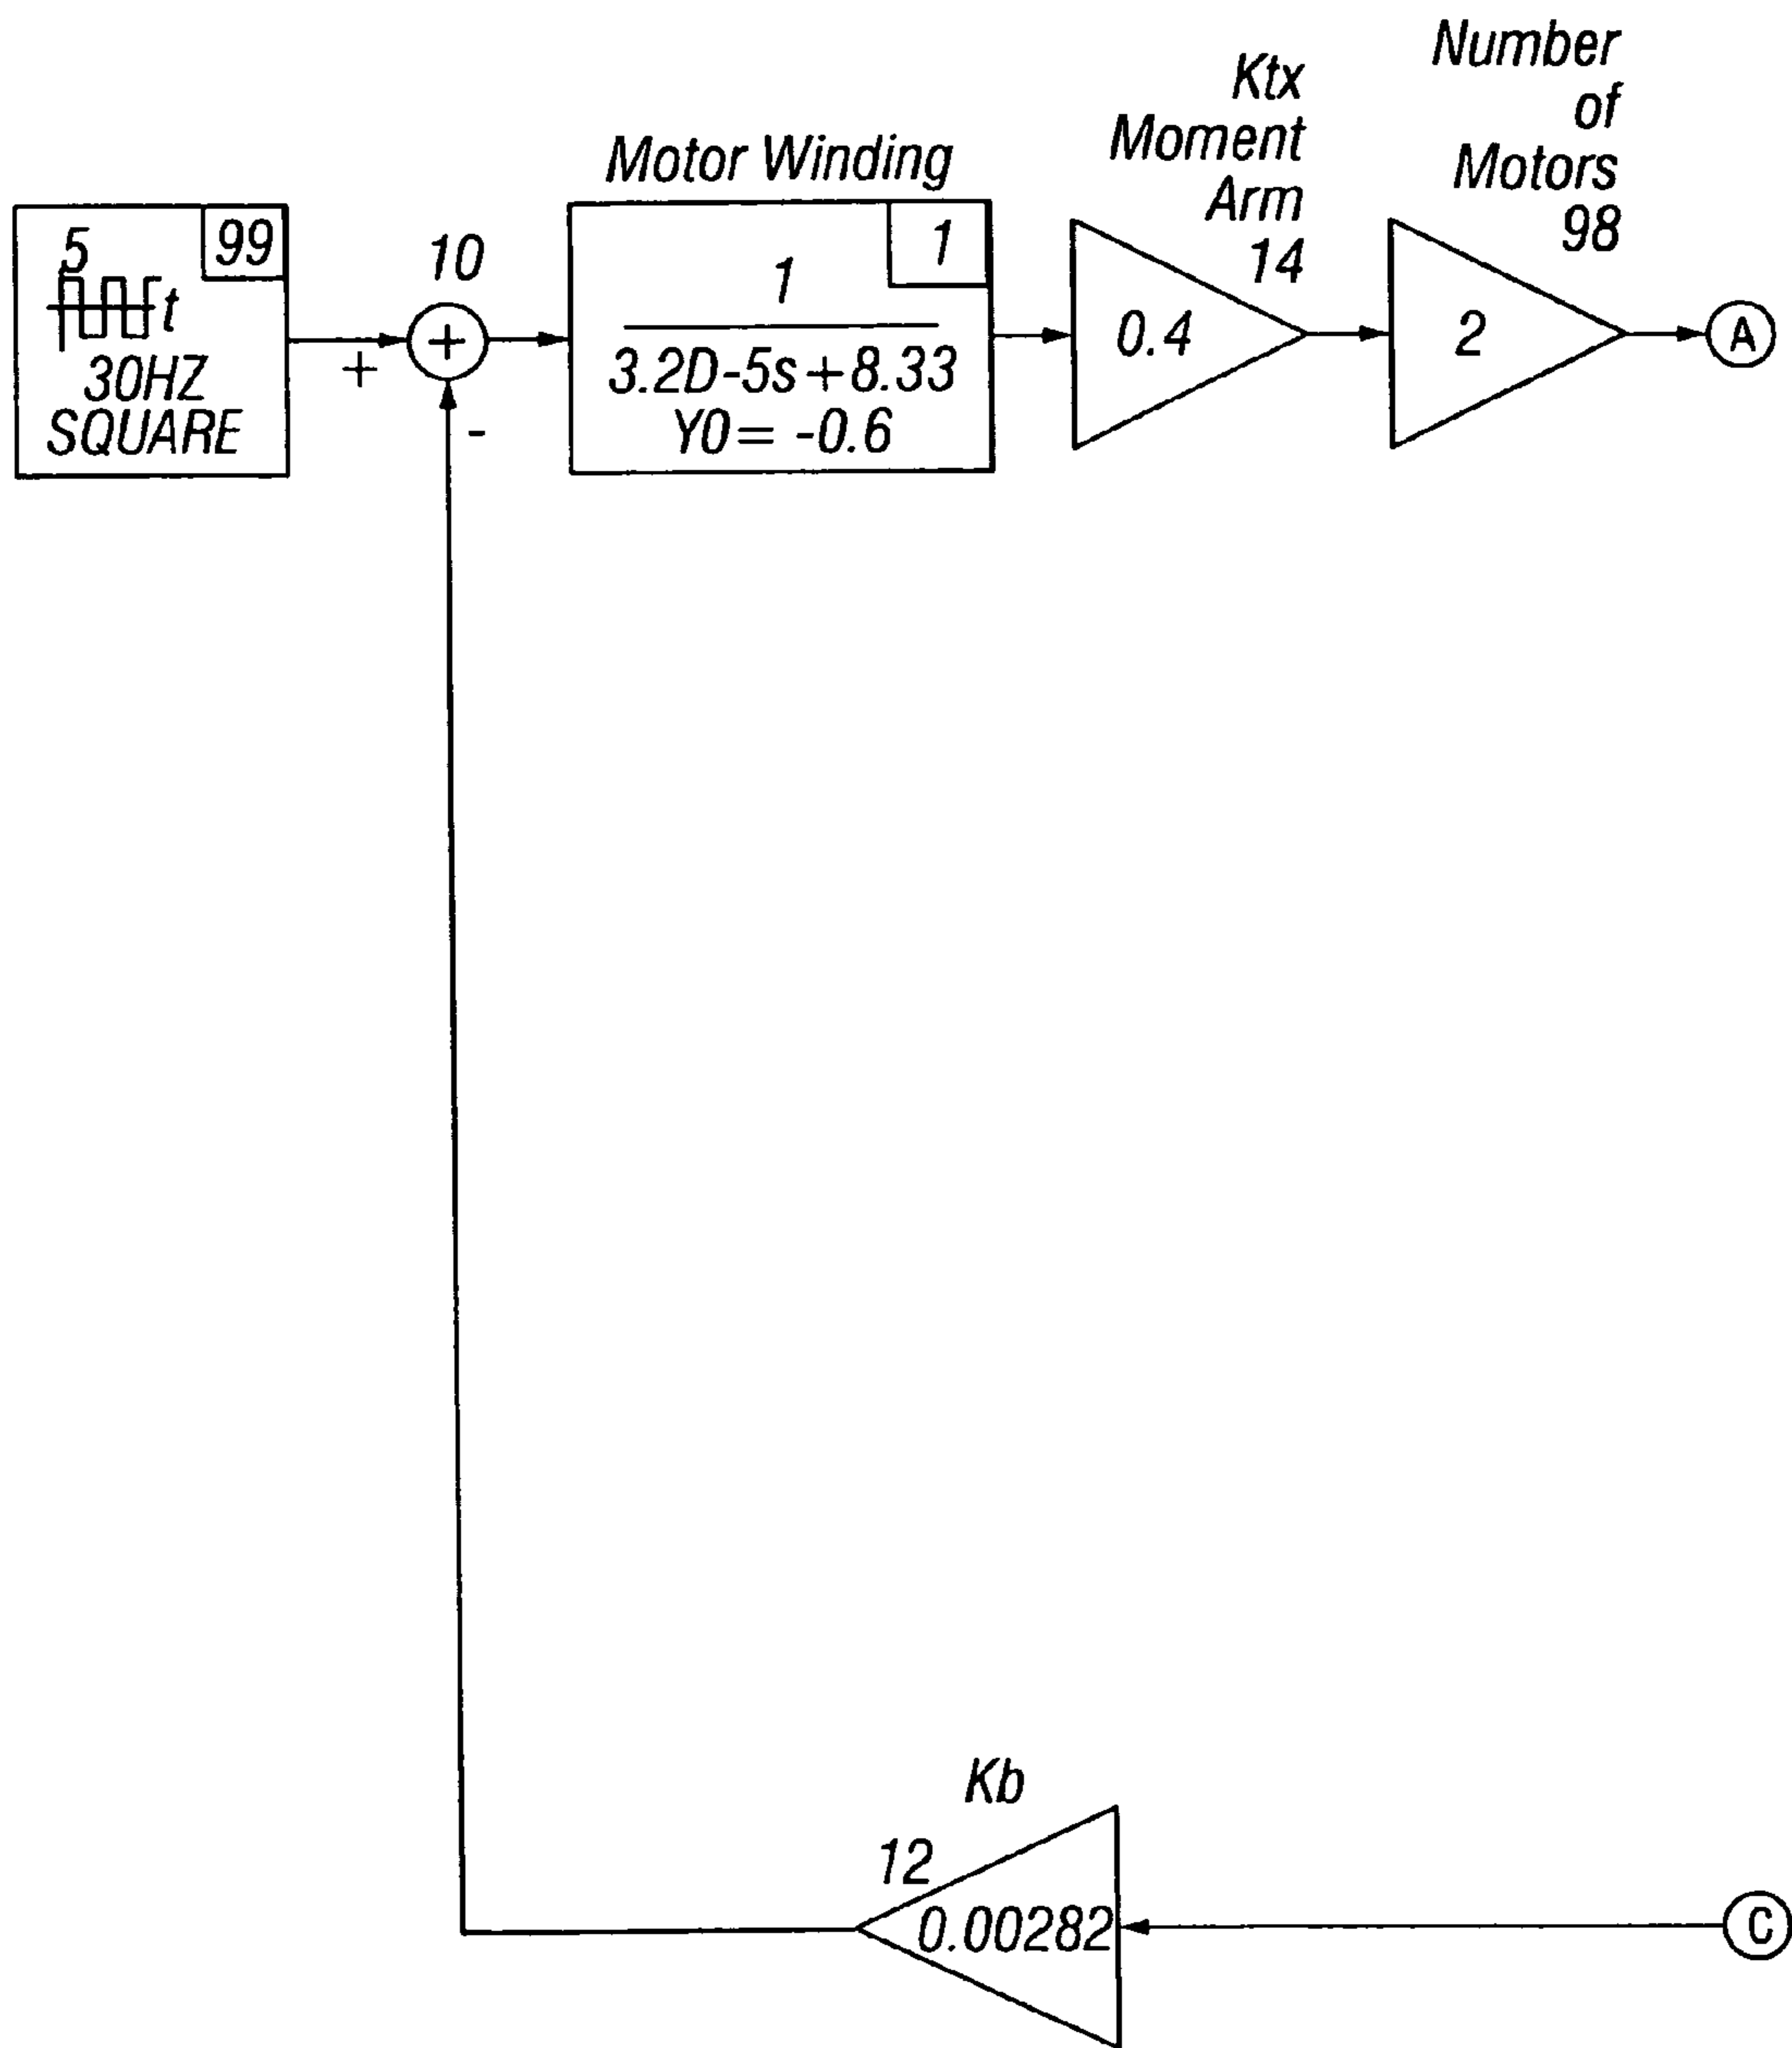 5
99
t
30HZ
SQUARE
10
+
+
-
Motor Winding
1
1
3.2D-5s+8.33
Y0= -0.6
Ktx
Moment
Arm
14
0.4
Number
of
Motors
98
2
A
Kb
12
0.00282
C